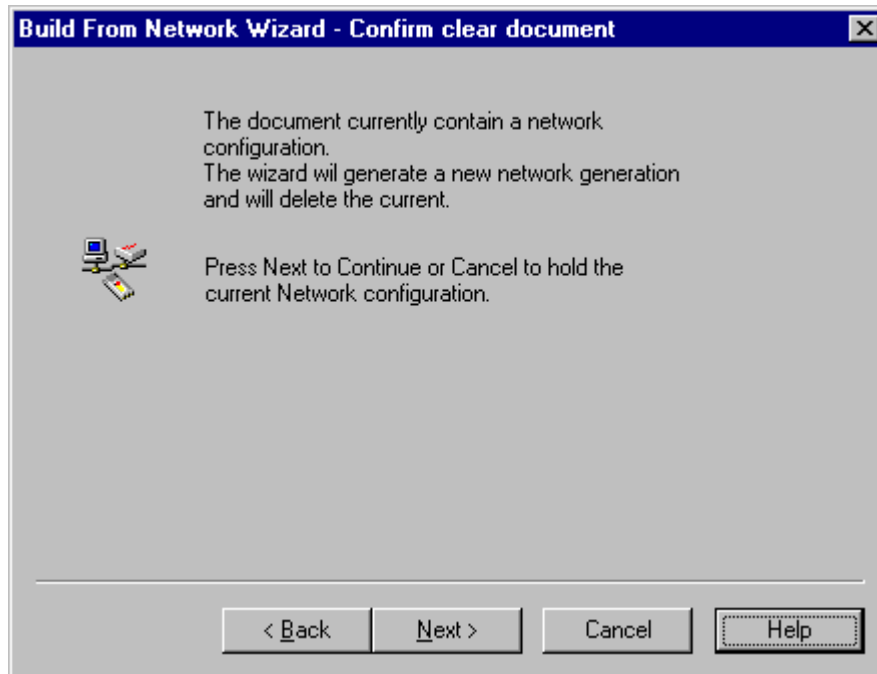 Build From Network Wizard - Confirm clear document
The document currently contain a network
configuration.
The wizard wil generate a new network generation
and will delete the current.
Press Next to Continue or Cancel to hold the
current Network configuration.
< Back Next > Cancel Help